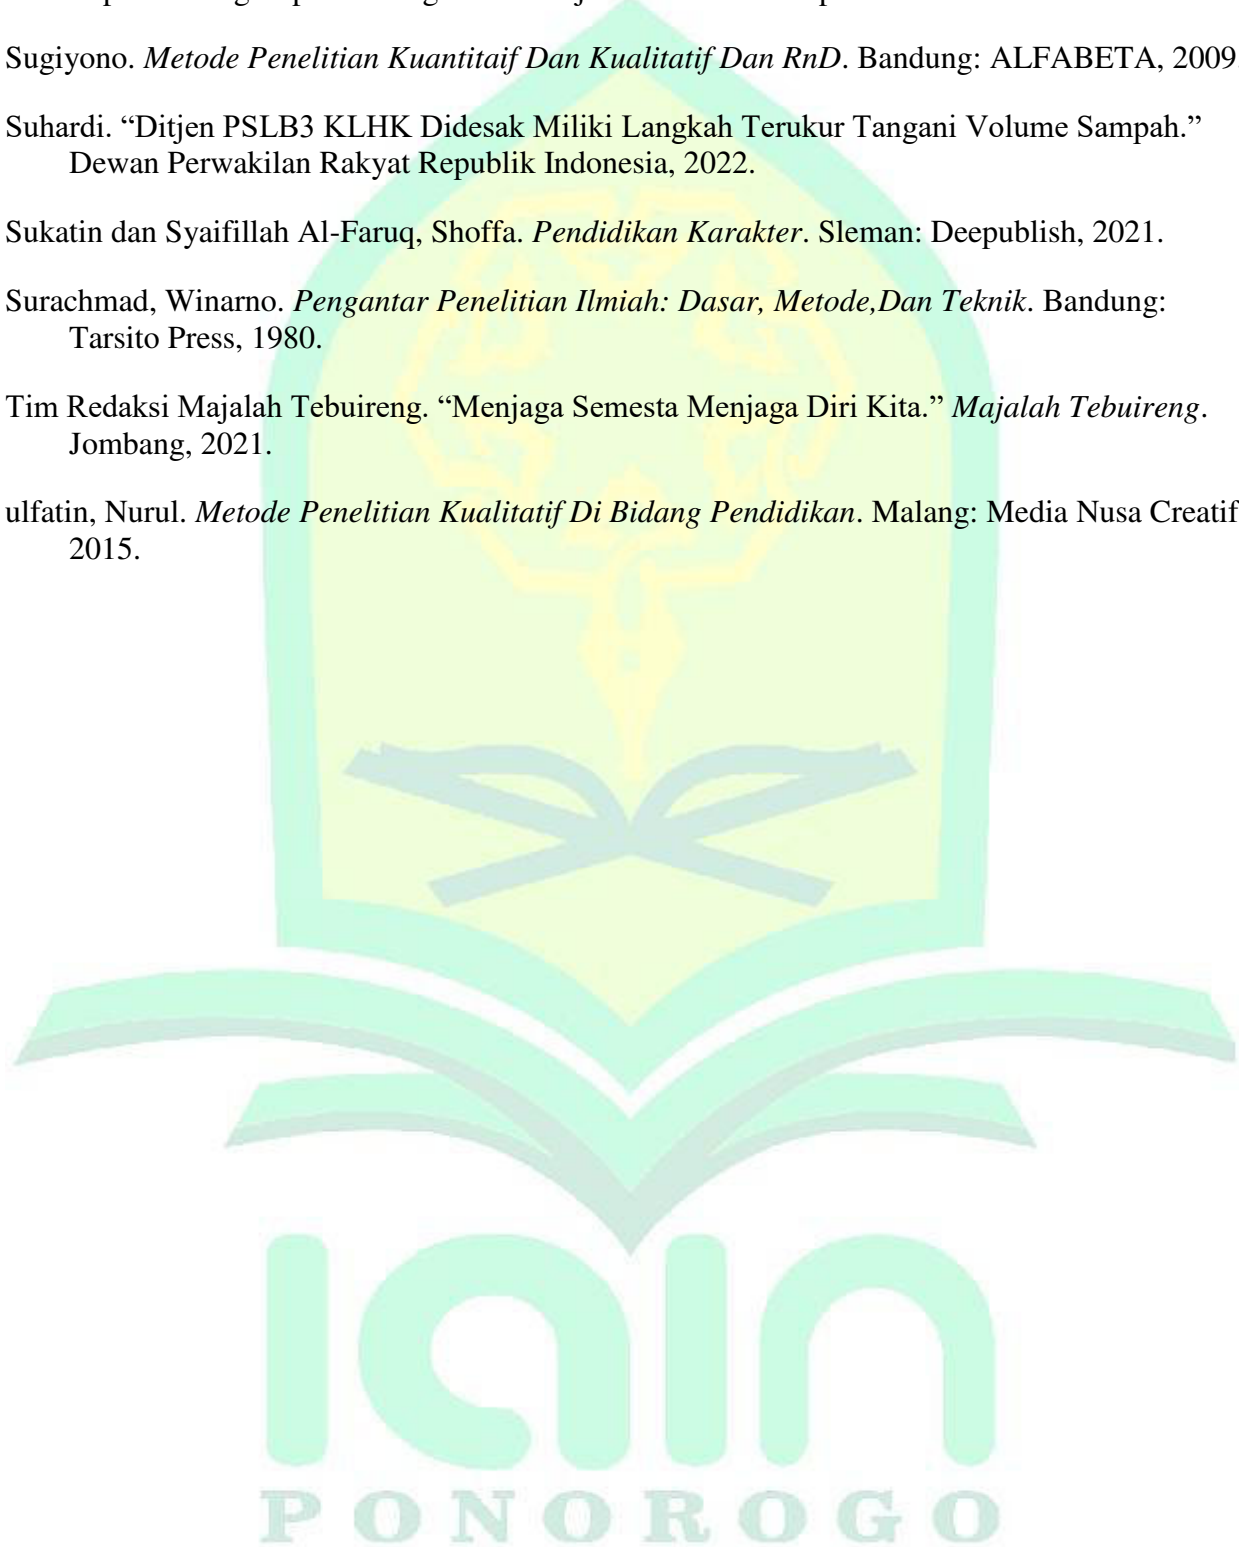 Sugiyono. Metode Penelitian Kuantitaif Dan Kualitatif Dan RnD. Bandung: ALFABETA, 2009.
Suhardi. “Ditjen PSLB3 KLHK Didesak Miliki Langkah Terukur Tangani Volume Sampah.”
Dewan Perwakilan Rakyat Republik Indonesia, 2022.
Sukatin dan Syaifillah Al-Faruq, Shoffa. Pendidikan Karakter. Sleman: Deepublish, 2021.
Surachmad, Winarno. Pengantar Penelitian Ilmiah: Dasar, Metode,Dan Teknik. Bandung:
Tarsito Press, 1980.
Tim Redaksi Majalah Tebuireng. “Menjaga Semesta Menjaga Diri Kita.” Majalah Tebuireng.
Jombang, 2021.
ulfatin, Nurul. Metode Penelitian Kualitatif Di Bidang Pendidikan. Malang: Media Nusa Creatif
2015.
iain
PONOROGO